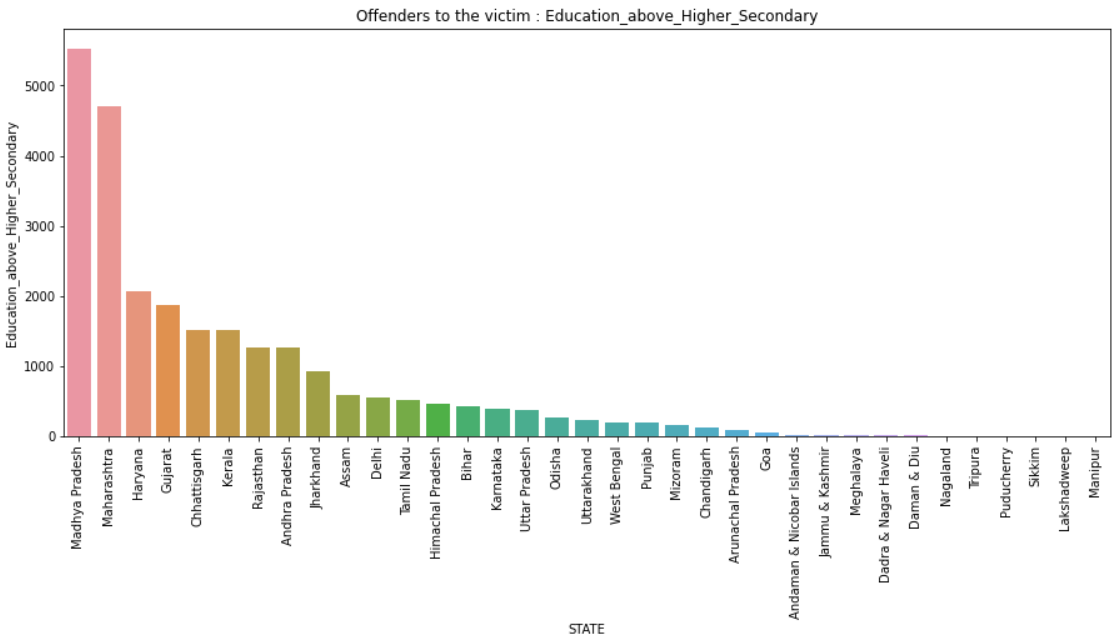 Offenders to the victim : Education_above_Higher_Secondary
Education_above_Higher_Secondary
5000
4000
3000
2000
1000
0
Madhya Pradesh
Maharashtra
Haryana
Gujarat
Chhattisgarh
Kerala
Rajasthan
Andhra Pradesh
Jharkhand
Assam
Delhi
Tamil Nadu
Himachal Pradesh
Bihar
Karnataka
Uttar Pradesh
Odisha
Uttarakhand
West Bengal
Punjab
Mizoram
Chandigarh
Arunachal Pradesh
Goa
Andaman & Nicobar Islands
Jammu & Kashmir
Meghalaya
Dadra & Nagar Haveli
Daman & Diu
Nagaland
Tripura
Puducherry
Sikkim
Lakshadweep
Manipur
STATE